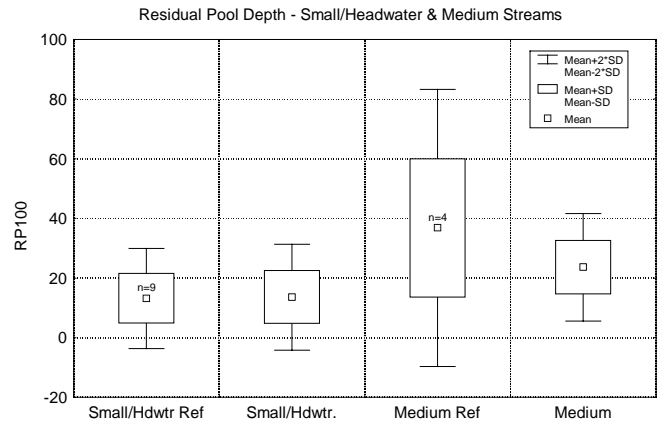 Residual Pool Depth - Small/Headwater & Medium Streams
RP100
100
80
60
40
20
0
-20
Mean+2*SD
Mean-2*SD
Mean+SD
Mean-SD
Mean
n=9
n=4
Small/Hdwtr Ref
Small/Hdwtr.
Medium Ref
Medium